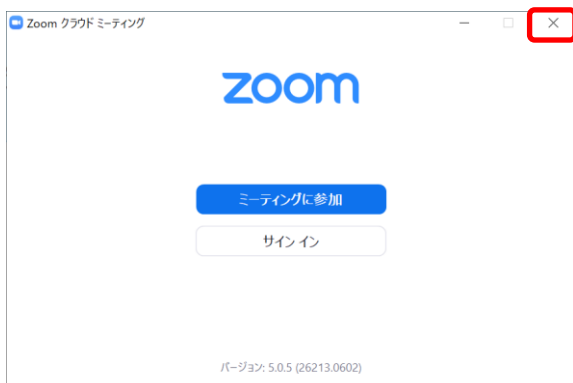 Zoom クラウド ミーティング
zoom
ミーティングに参加
サイン イン
バージョン: 5.0.5 (26213.0602)